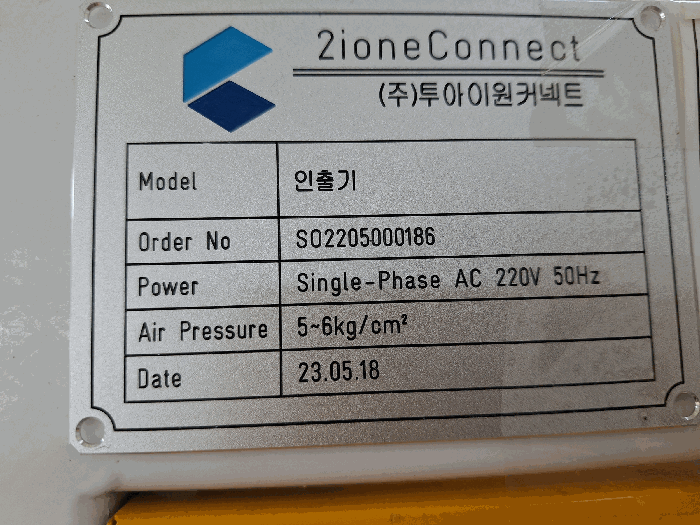 2ioneConnect
(주)투아이원커넥트
Model 인출기
Order No SO2205000186
Power Single-Phase AC 220V 50Hz
Air Pressure 5~6kg/cm²
Date 23.05.18